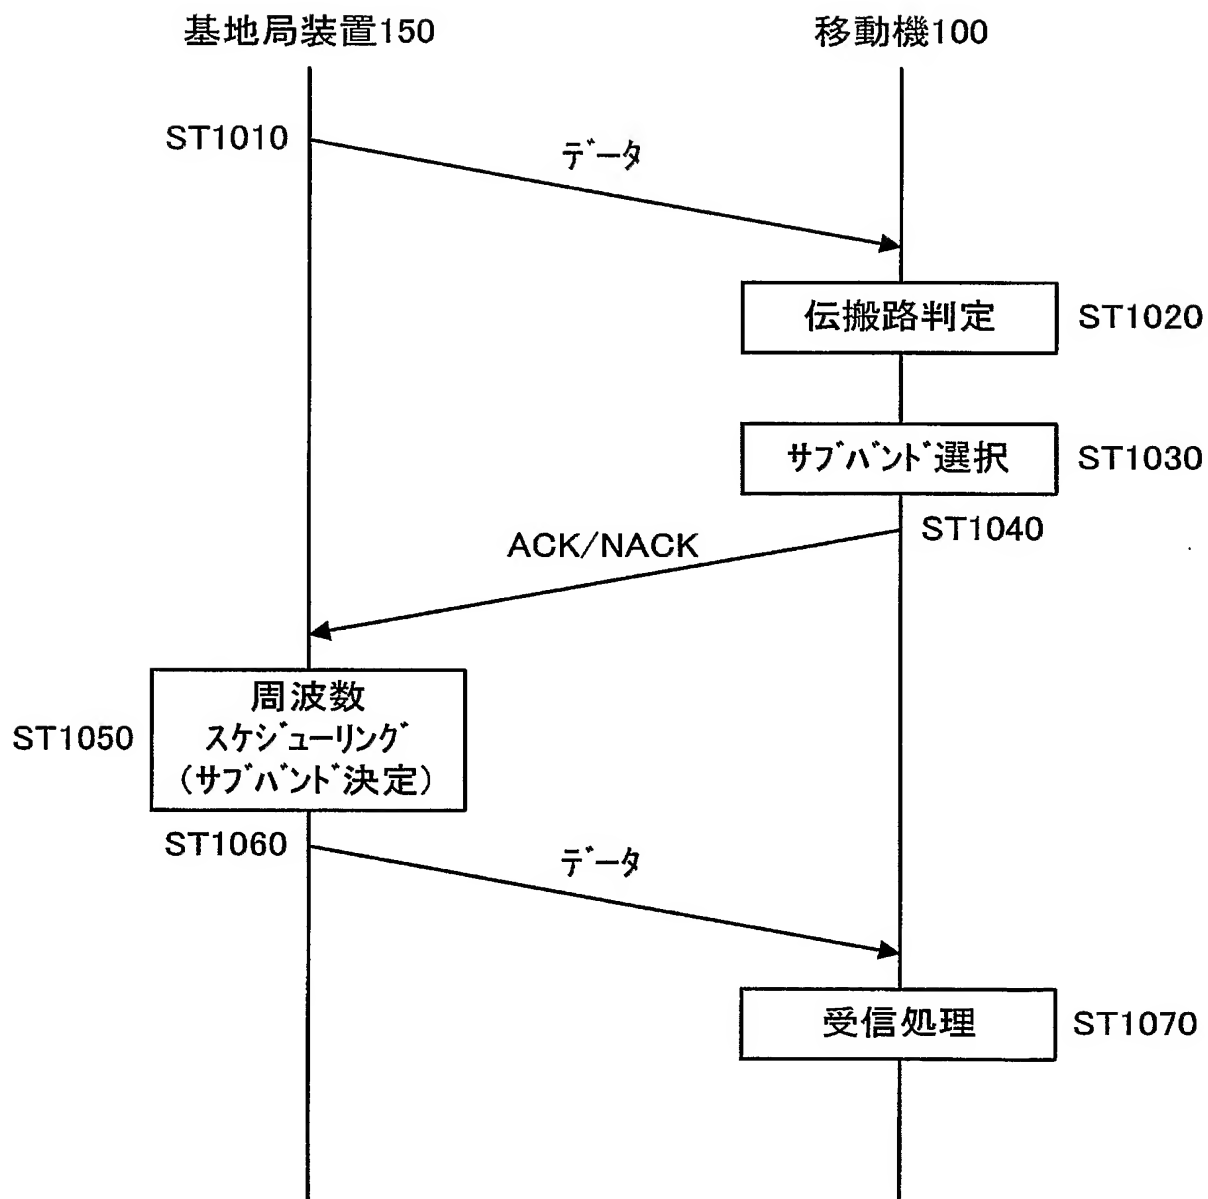 基地局装置150
移動機100
ST1010
データ
伝搬路判定
ST1020
サブバンド選択
ST1030
ST1040
ACK/NACK
周波数
スケジューリング
(サブバンド決定)
ST1050
ST1060
データ
受信処理
ST1070